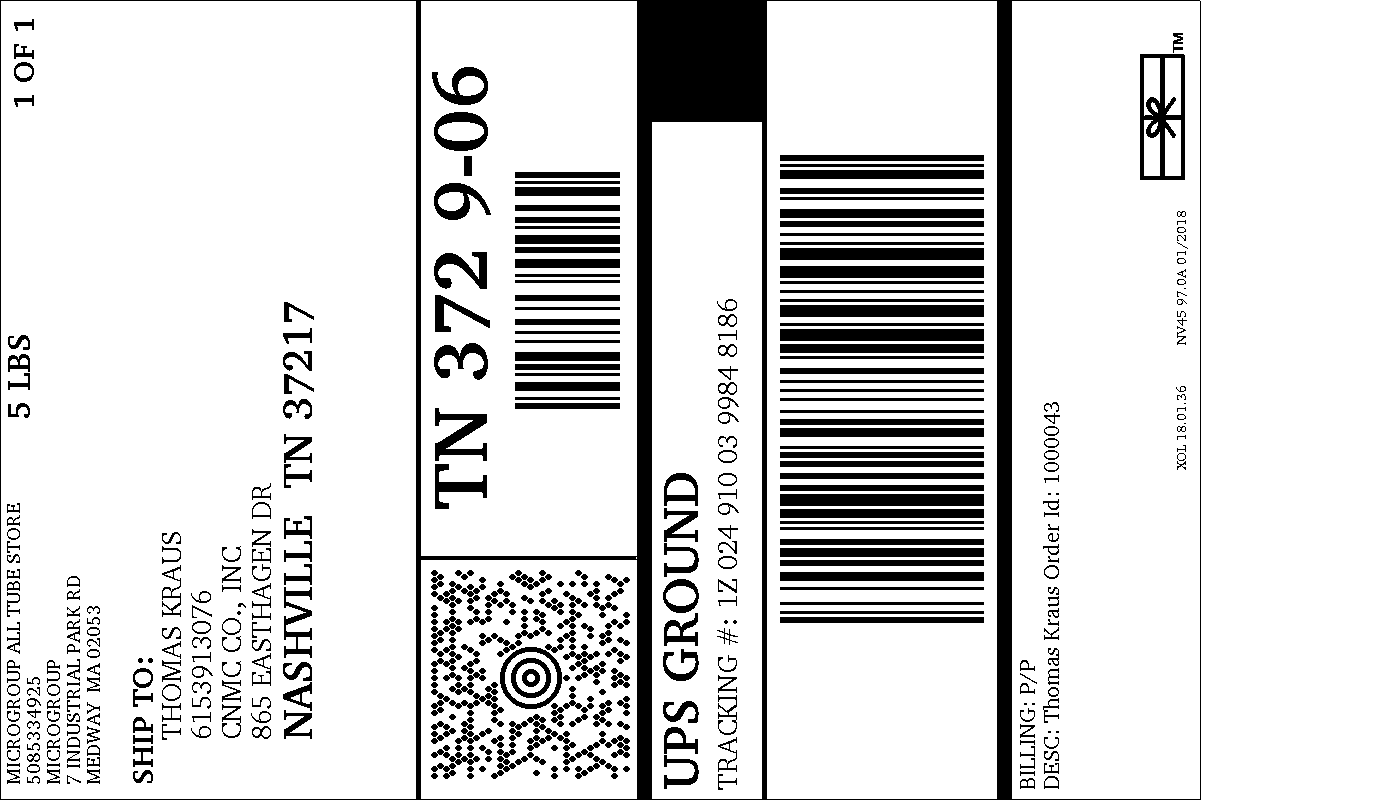 MICROGROUP ALL TUBE STORE
5085334925
MICROGROUP
7 INDUSTRIAL PARK RD
MEDWAY  MA 02053
5 LBS
1 OF 1
SHIP TO:
THOMAS KRAUS
6153913076
CNMC CO., INC
865 EASTHAGEN DR
NASHVILLE  TN 37217
TN 372 9-06
UPS GROUND
TRACKING #: 1Z 024 910 03 9984 8186
BILLING: P/P
DESC: Thomas Kraus Order Id: 1000043
XOL 18.01.36  NV45 97.0A 01/2018
TM